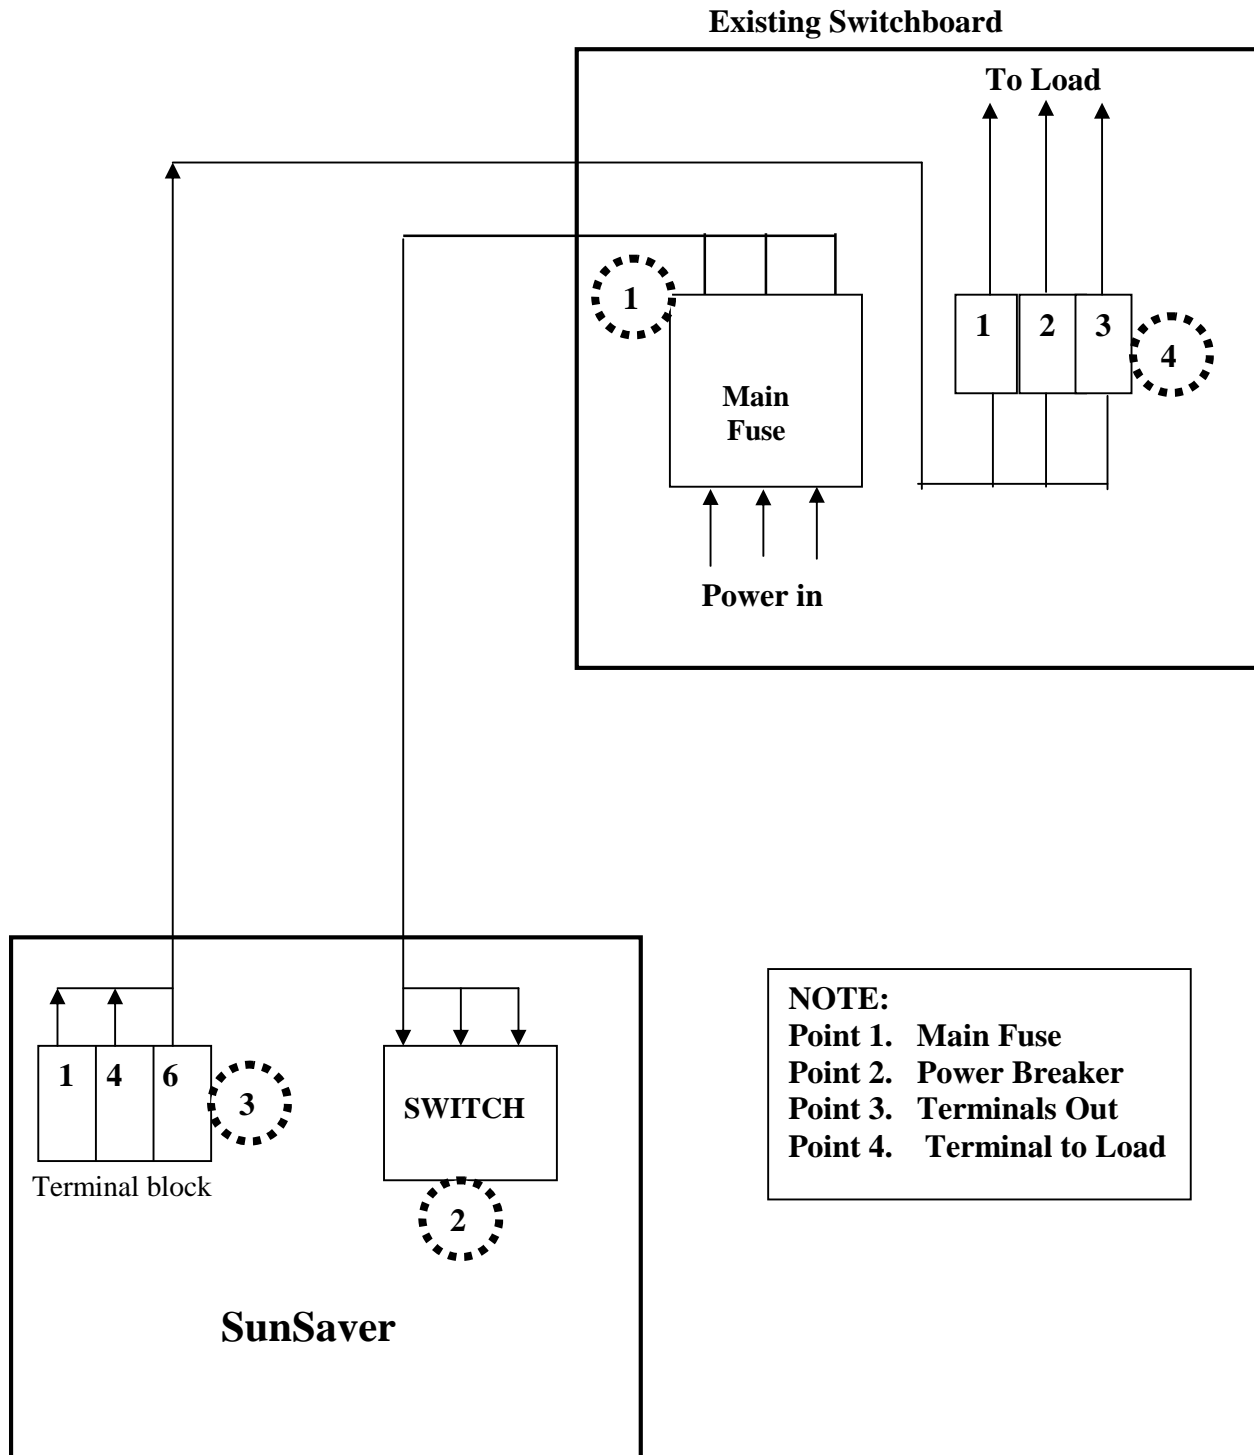 Existing Switchboard
To Load
1
1 2 3
4
Main
Fuse
Power in
1 4 6
3
SWITCH
Terminal block
2
SunSaver
NOTE:
Point 1. Main Fuse
Point 2. Power Breaker
Point 3. Terminals Out
Point 4. Terminal to Load